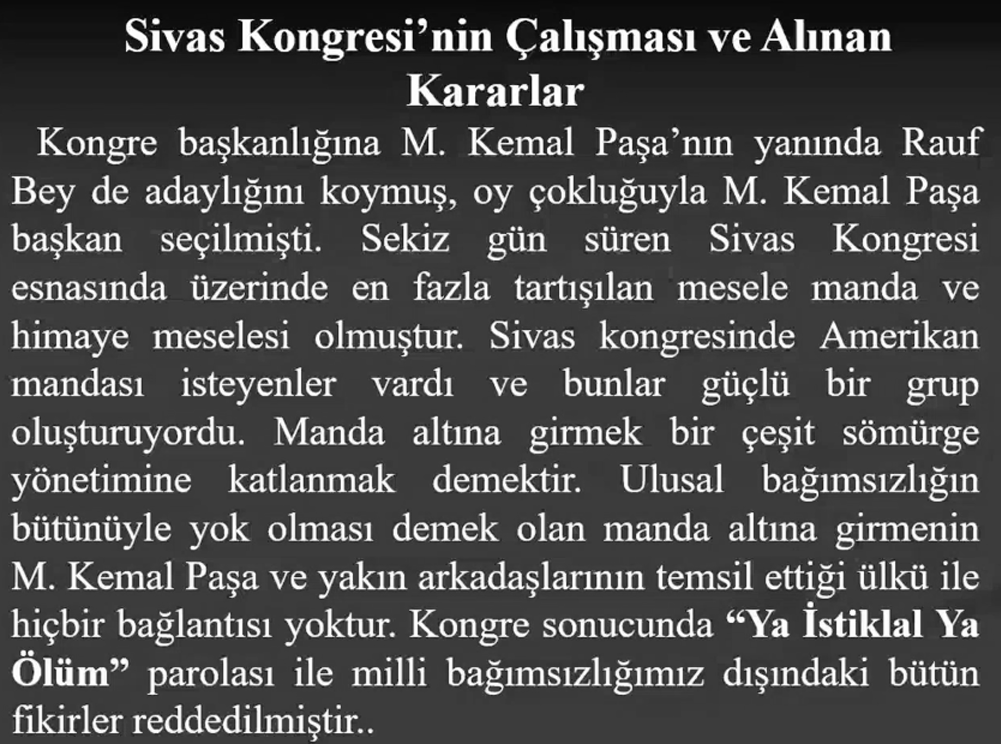 Sivas Kongresi’nin Çalışması ve Alınan
Kararlar
Kongre başkanlığına M. Kemal Paşa’nın yanında Rauf
Bey de adaylığını koymuş, oy çokluğuyla M. Kemal Paşa
başkan seçilmişti. Sekiz gün süren Sivas Kongresi
esnasında üzerinde en fazla tartışılan mesele manda ve
himaye meselesi olmuştur. Sivas kongresinde Amerikan
mandası isteyenler vardı ve bunlar güçlü bir grup
oluşturuyordu. Manda altına girmek bir çeşit sömürge
yönetimine katlanmak demektir. Ulusal bağımsızlığın
bütünüyle yok olması demek olan manda altına girmenin
M. Kemal Paşa ve yakın arkadaşlarının temsil ettiği ülkü ile
hiçbir bağlantısı yoktur. Kongre sonucunda “Ya İstiklal Ya
Ölüm” parolası ile milli bağımsızlığımız dışındaki bütün
fikirler reddedilmiştir..